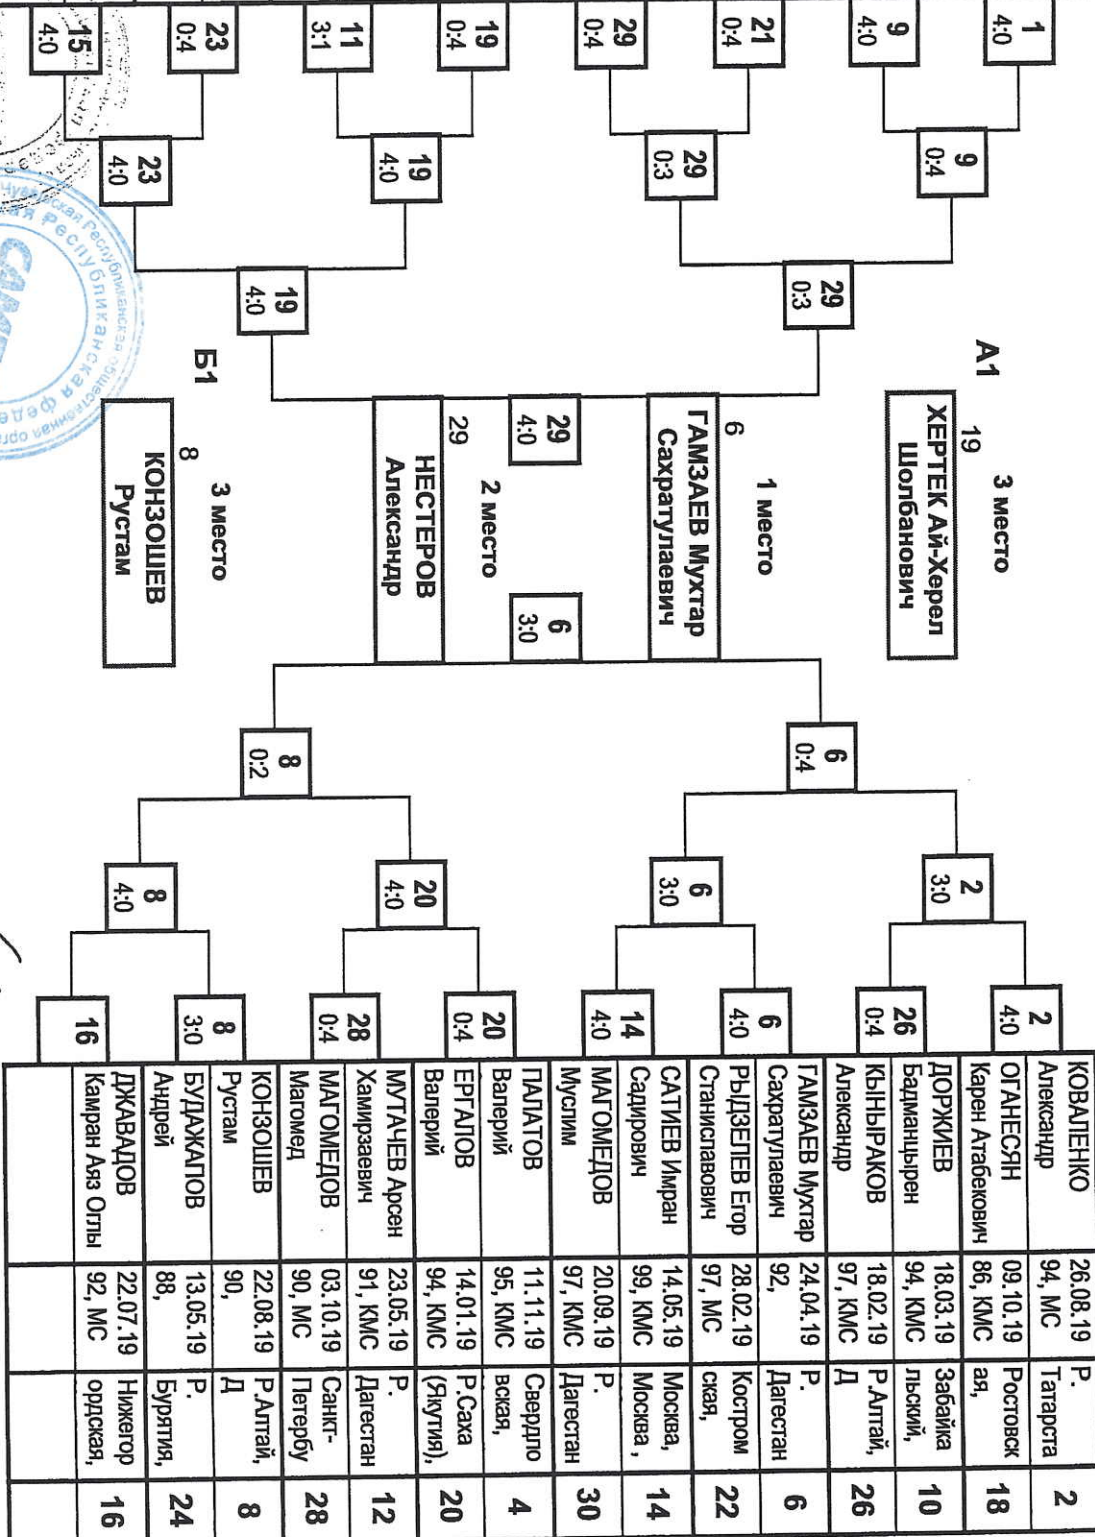 1
4:0
9
4:0
21
0:4
29
0:4
19
0:4
11
3:1
23
0:4
15
4:0
9
0:4
29
0:3
19
4:0
23
4:0
29
0:3
19
4:0
А1
19
3 место
ХЕРТЕК Ай-Херел
Шолбанович
6
1 место
ГАМЗАЕВ Мухтар
Сахратулаевич
29
4:0
6
3:0
29
2 место
НЕСТЕРОВ
Александр
Б1
8
3 место
КОНЗОШЕВ
Рустам
6
0:4
8
0:2
2
3:0
6
3:0
20
4:0
8
4:0
2
4:0
26
0:4
6
4:0
14
4:0
20
0:4
28
0:4
8
3:0
16
КОВАЛЕНКО 26.08.19 Р.
Александр 94, МС Татарста 2
ОГАНЕСЯН 09.10.19 Ростовск
Карен Атабекович 86, КМС ая, 18
ДОРЖИЕВ 18.03.19 Забайка
Бадманцырен 94, КМС льский, 10
КЫНЫРАКОВ 18.02.19 Р.Алтай,
Александр 97, КМС Д 26
ГАМЗАЕВ Мухтар 24.04.19 Р.
Сахратулаевич 92, Дагестан 6
РЫДЗЕЛЕВ Егор 28.02.19 Костром
Станиславович 97, МС ская, 22
САТИЕВ Имран 14.05.19 Москва,
Садирович 99, КМС Москва , 14
МАГОМЕДОВ 20.09.19 Р.
Муслим 97, КМС Дагестан 30
ПАЛАТОВ 11.11.19 Свердло
Валерий 95, КМС вская, 4
ЕРГАЛОВ 14.01.19 Р.Саха
Валерий 94, КМС (Якутия), 20
МУТАЧЕВ Арсен 23.05.19 Р.
Хамирзаевич 91, КМС Дагестан 12
МАГОМЕДОВ 03.10.19 Санкт-
Магомед 90, МС Петербу 28
КОНЗОШЕВ 22.08.19 Р.Алтай,
Рустам 90, Д 8
БУДАЖАПОВ 13.05.19 Р.
Андрей 88, Бурятия, 24
ДЖАВАДОВ 22.07.19 Нижегор
Камран Аяз Оглы 92, МС одская, 16